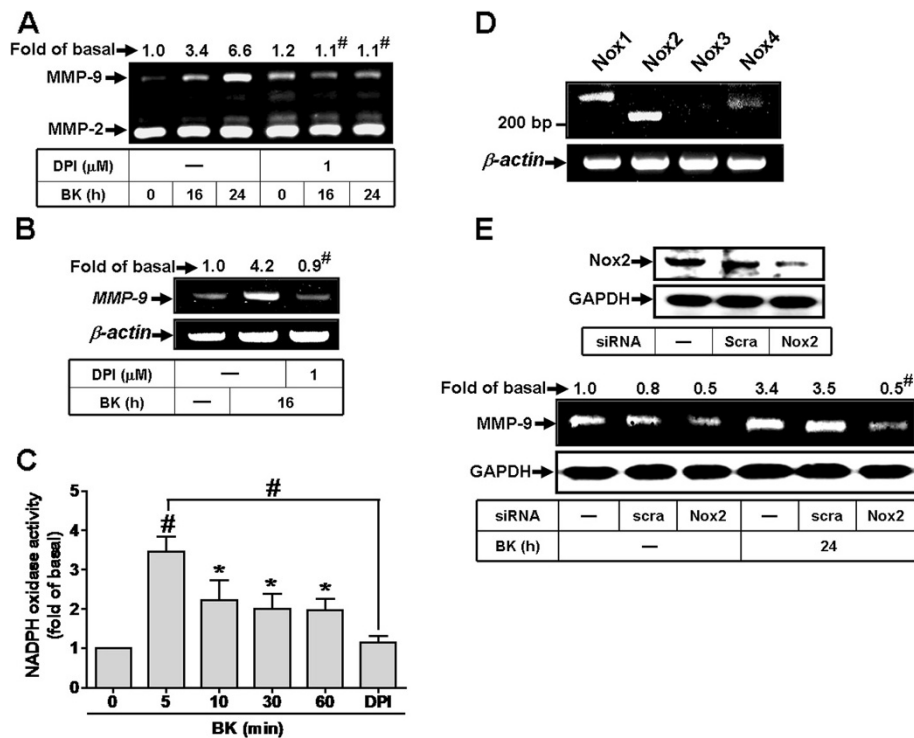 A
Fold of basal 1.0 3.4 6.6 1.2 1.1# 1.1#
MMP-9
MMP-2
DPI (μM) — 1
BK (h) 0 16 24 0 16 24
B
Fold of basal 1.0 4.2 0.9#
MMP-9
β-actin
DPI (μM) — 1
BK (h) — 16
C
NADPH oxidase activity
(fold of basal)
5
4
3
2
1
0
#
#
* * *
0 5 10 30 60 DPI
BK (min)
D
Nox1 Nox2 Nox3 Nox4
200 bp
β-actin
E
Nox2
GAPDH
siRNA — Scra Nox2
Fold of basal 1.0 0.8 0.5 3.4 3.5 0.5#
MMP-9
GAPDH
siRNA — scra Nox2 — scra Nox2
BK (h) — 24